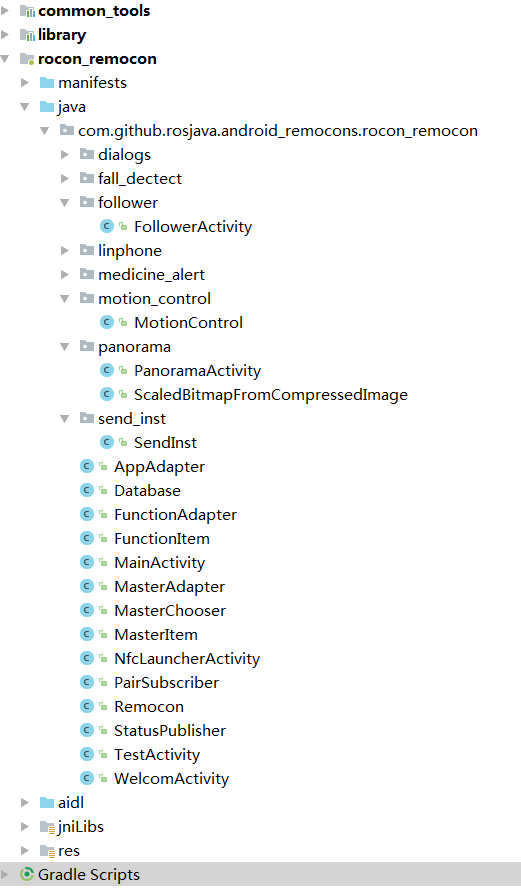 common_tools
library
rocon_remocon
manifests
java
com.github.rosjava.android_remocons.rocon_remocon
dialogs
fall_dectect
follower
FollowerActivity
linphone
medicine_alert
motion_control
MotionControl
panorama
PanoramaActivity
ScaledBitmapFromCompressedImage
send_inst
SendInst
AppAdapter
Database
FunctionAdapter
FunctionItem
MainActivity
MasterAdapter
MasterChooser
MasterItem
NfcLauncherActivity
PairSubscriber
Remocon
StatusPublisher
TestActivity
WelcomActivity
aidl
jniLibs
res
Gradle Scripts